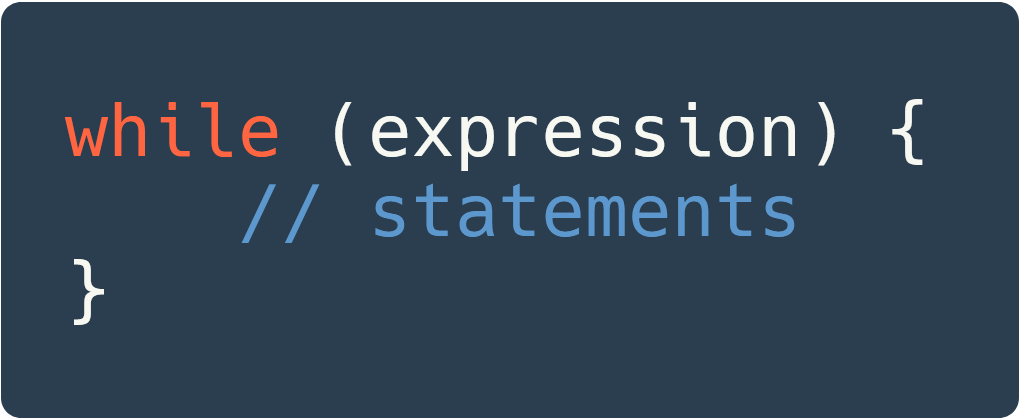 while (expression) {
    // statements
}